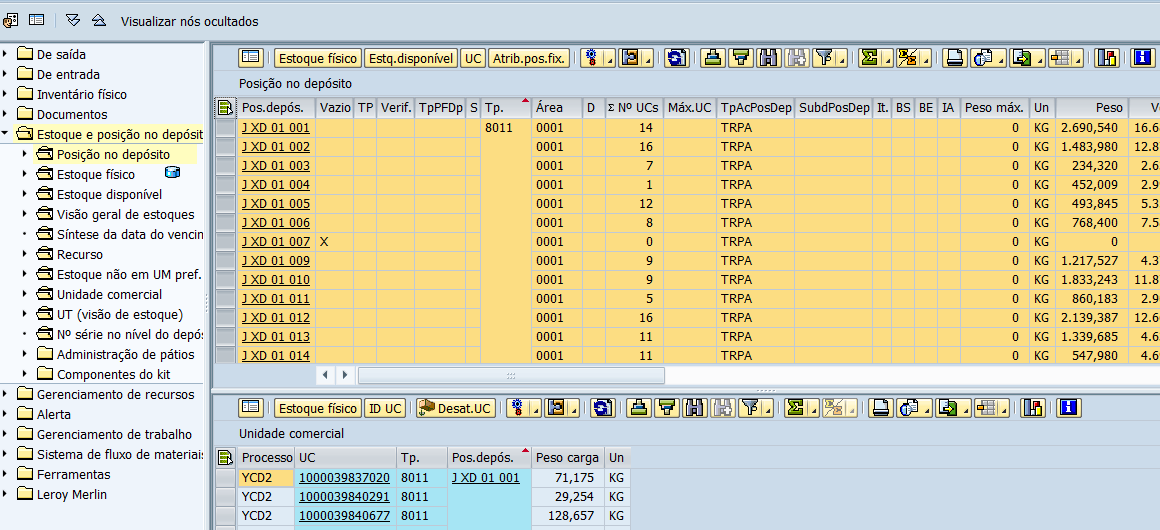 Visualizar nós ocultados
De saída
De entrada
Inventário físico
Documentos
Estoque e posição no depósit
Posição no depósito
Estoque físico
Estoque disponível
Visão geral de estoques
Síntese da data do vencin
Recurso
Estoque não em UM pref.
Unidade comercial
UT (visão de estoque)
Nº série no nível do depós
Administração de pátios
Componentes do kit
Gerenciamento de recursos
Alerta
Gerenciamento de trabalho
Sistema de fluxo de materiais
Ferramentas
Leroy Merlin
Estoque físico Estq.disponível UC Atrib.pos.fix.
Posição no depósito
Pos.depós. Vazio TP Verif. TpPFDp S Tp. Área D Σ Nº UCs Máx.UC TpAcPosDep SubdPosDep It. BS BE IA Peso máx. Un Peso V
J XD 01 001 8011 0001 14 TRPA 0 KG 2.690,540 16.6
J XD 01 002 0001 16 TRPA 0 KG 1.483,980 12.8
J XD 01 003 0001 7 TRPA 0 KG 234,320 2.6
J XD 01 004 0001 1 TRPA 0 KG 452,009 2.9
J XD 01 005 0001 12 TRPA 0 KG 493,845 5.3
J XD 01 006 0001 8 TRPA 0 KG 768,400 7.5
J XD 01 007 X 0001 0 TRPA 0 KG 0
J XD 01 009 0001 9 TRPA 0 KG 1.217,527 4.3
J XD 01 010 0001 9 TRPA 0 KG 1.833,243 11.8
J XD 01 011 0001 5 TRPA 0 KG 860,183 2.9
J XD 01 012 0001 16 TRPA 0 KG 2.139,387 12.6
J XD 01 013 0001 11 TRPA 0 KG 1.339,685 4.6
J XD 01 014 0001 11 TRPA 0 KG 547,980 4.6
Estoque físico ID UC Desat.UC
Unidade comercial
Processo UC Tp. Pos.depós. Peso carga Un
YCD2 1000039837020 8011 J XD 01 001 71,175 KG
YCD2 1000039840291 8011 29,254 KG
YCD2 1000039840677 8011 128,657 KG